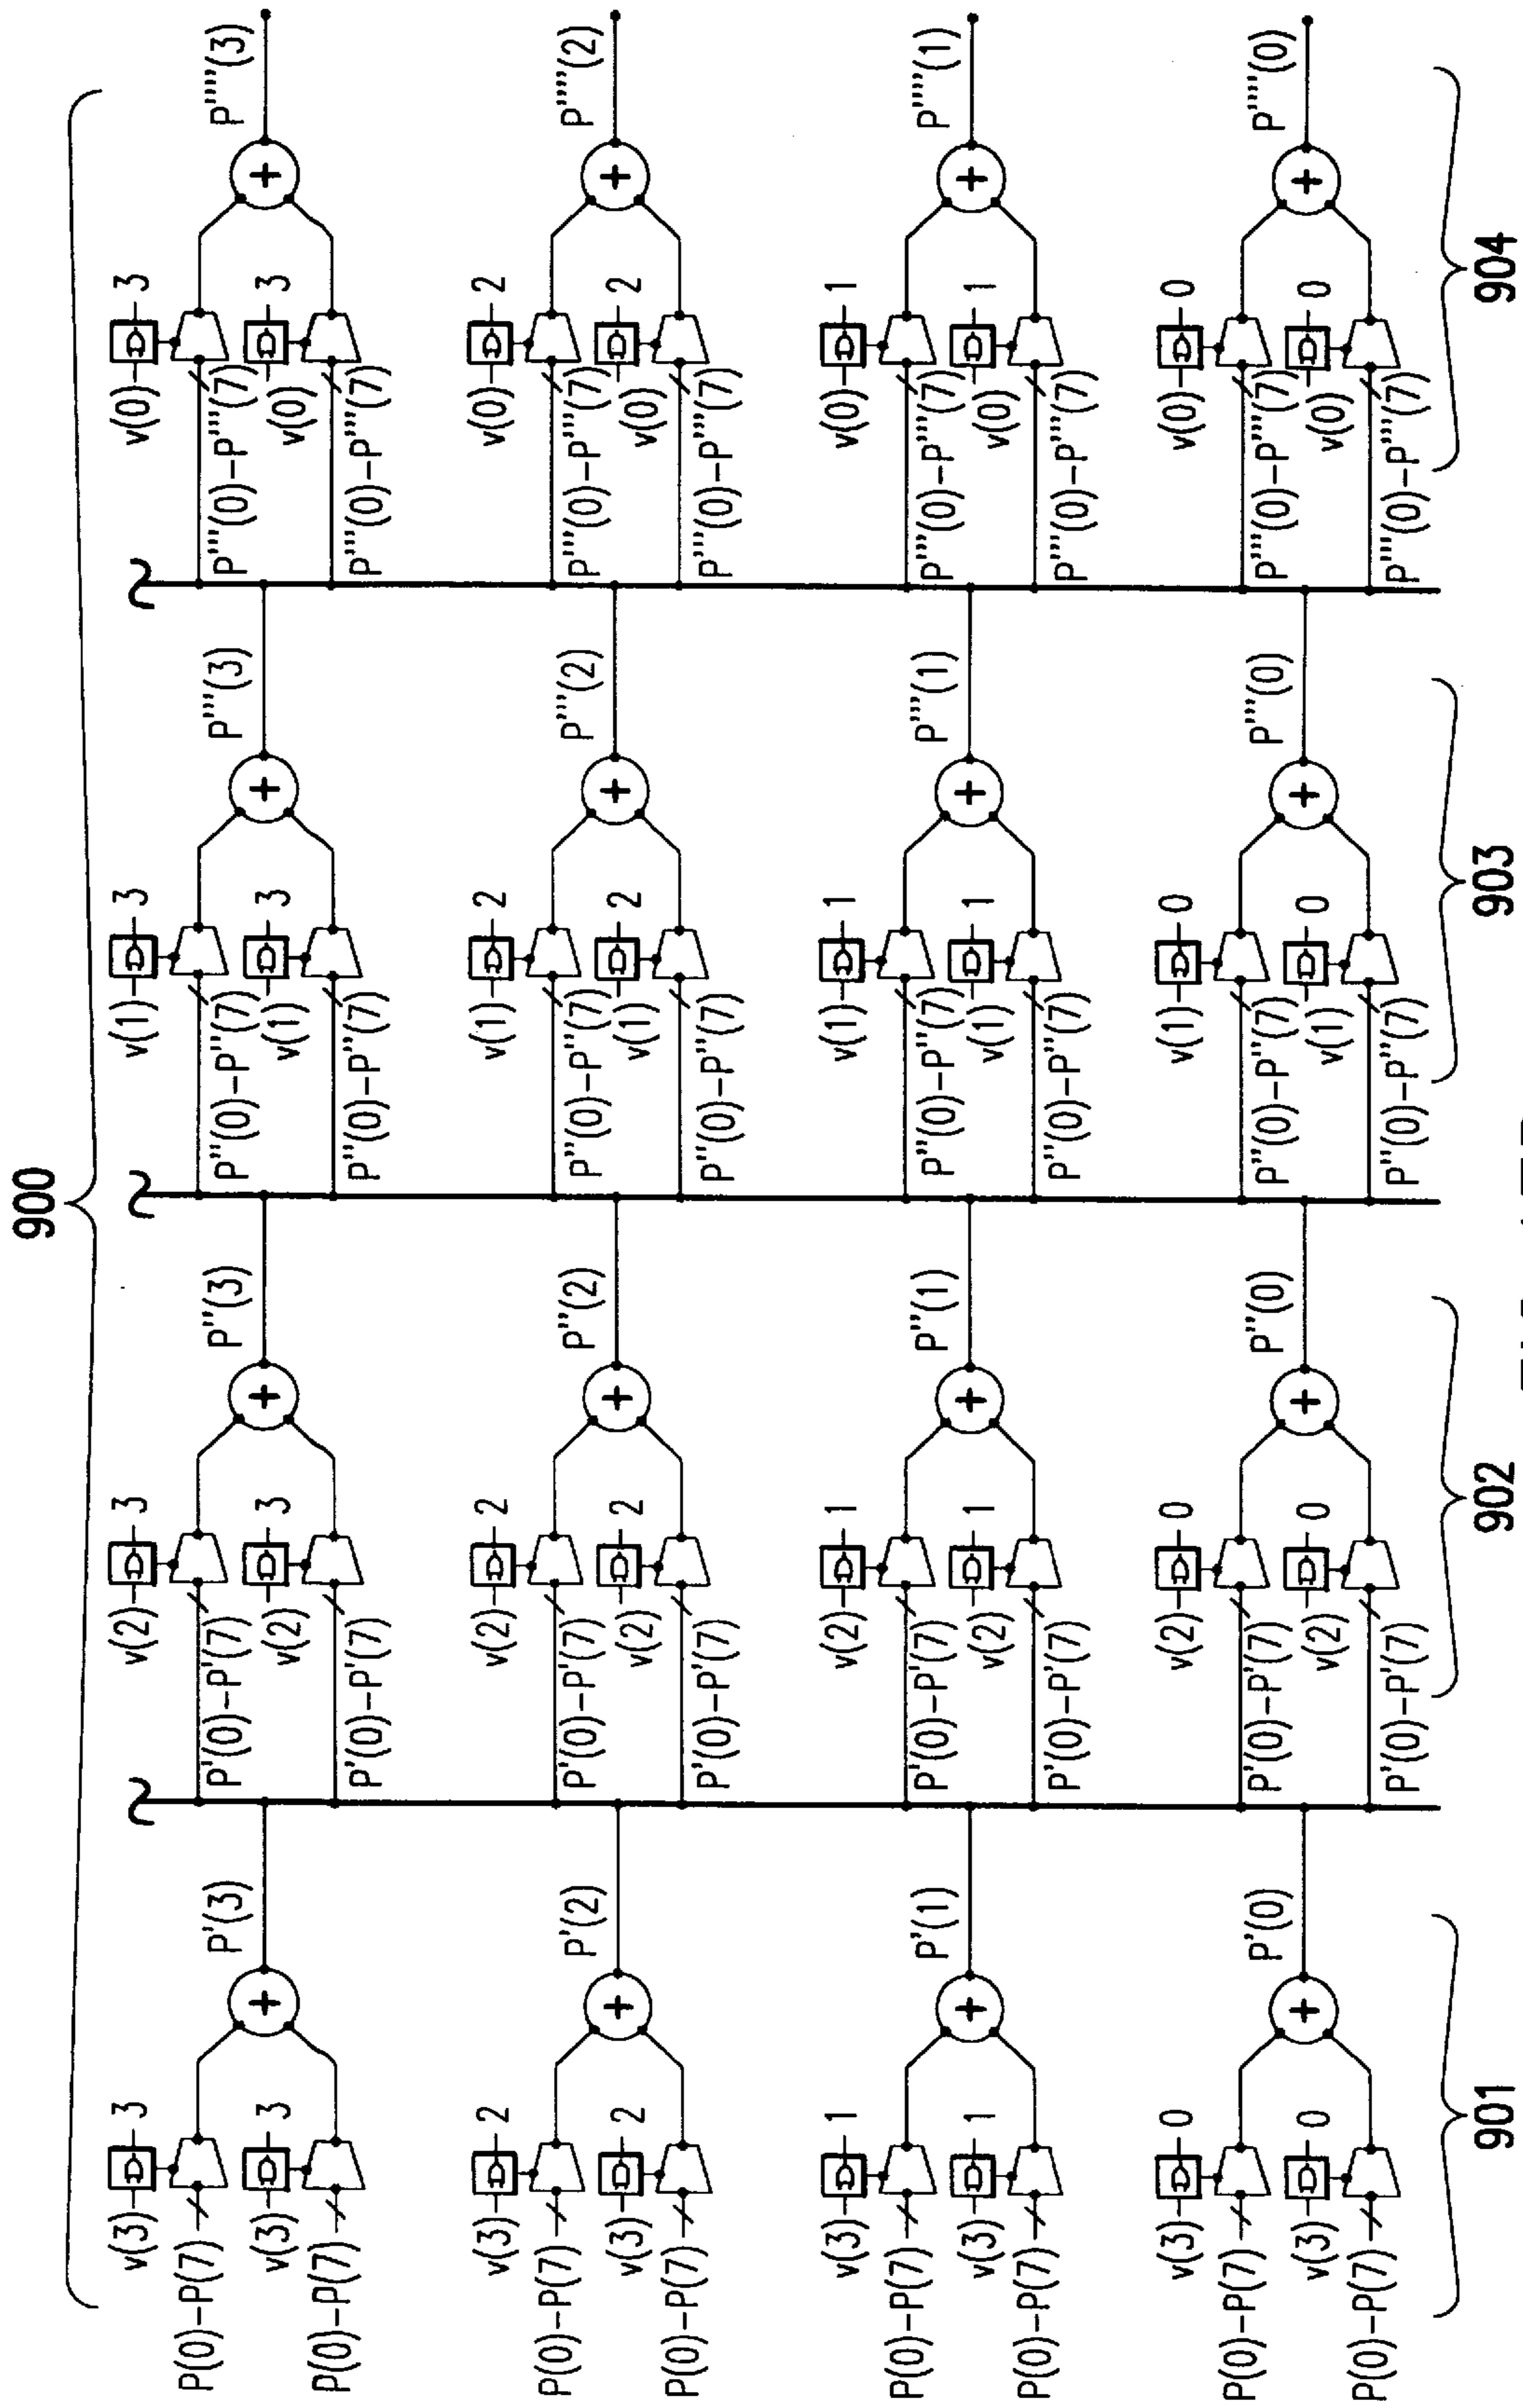 900
v(3) 3 v(2) 3 v(1) 3 v(0) 3
P(0)-P(7) P'(3) P'(0)-P'(7) P''(3) P''(0)-P''(7) P'''(3) P'''(0)-P'''(7) P''''(3)
v(3) 3 v(2) 3 v(1) 3 v(0) 3
P(0)-P(7) P'(0)-P'(7) P''(0)-P''(7) P'''(0)-P'''(7)
v(3) 2 v(2) 2 v(1) 2 v(0) 2
P(0)-P(7) P'(2) P'(0)-P'(7) P''(2) P''(0)-P''(7) P'''(2) P'''(0)-P'''(7) P''''(2)
v(3) 2 v(2) 2 v(1) 2 v(0) 2
P(0)-P(7) P'(0)-P'(7) P''(0)-P''(7) P'''(0)-P'''(7)
v(3) 1 v(2) 1 v(1) 1 v(0) 1
P(0)-P(7) P'(1) P'(0)-P'(7) P''(1) P''(0)-P''(7) P'''(1) P'''(0)-P'''(7) P''''(1)
v(3) 1 v(2) 1 v(1) 1 v(0) 1
P(0)-P(7) P'(0)-P'(7) P''(0)-P''(7) P'''(0)-P'''(7)
v(3) 0 v(2) 0 v(1) 0 v(0) 0
P(0)-P(7) P'(0) P'(0)-P'(7) P''(0) P''(0)-P''(7) P'''(0) P'''(0)-P'''(7) P''''(0)
v(3) 0 v(2) 0 v(1) 0 v(0) 0
P(0)-P(7) P'(0)-P'(7) P''(0)-P''(7) P'''(0)-P'''(7)
901 902 903 904